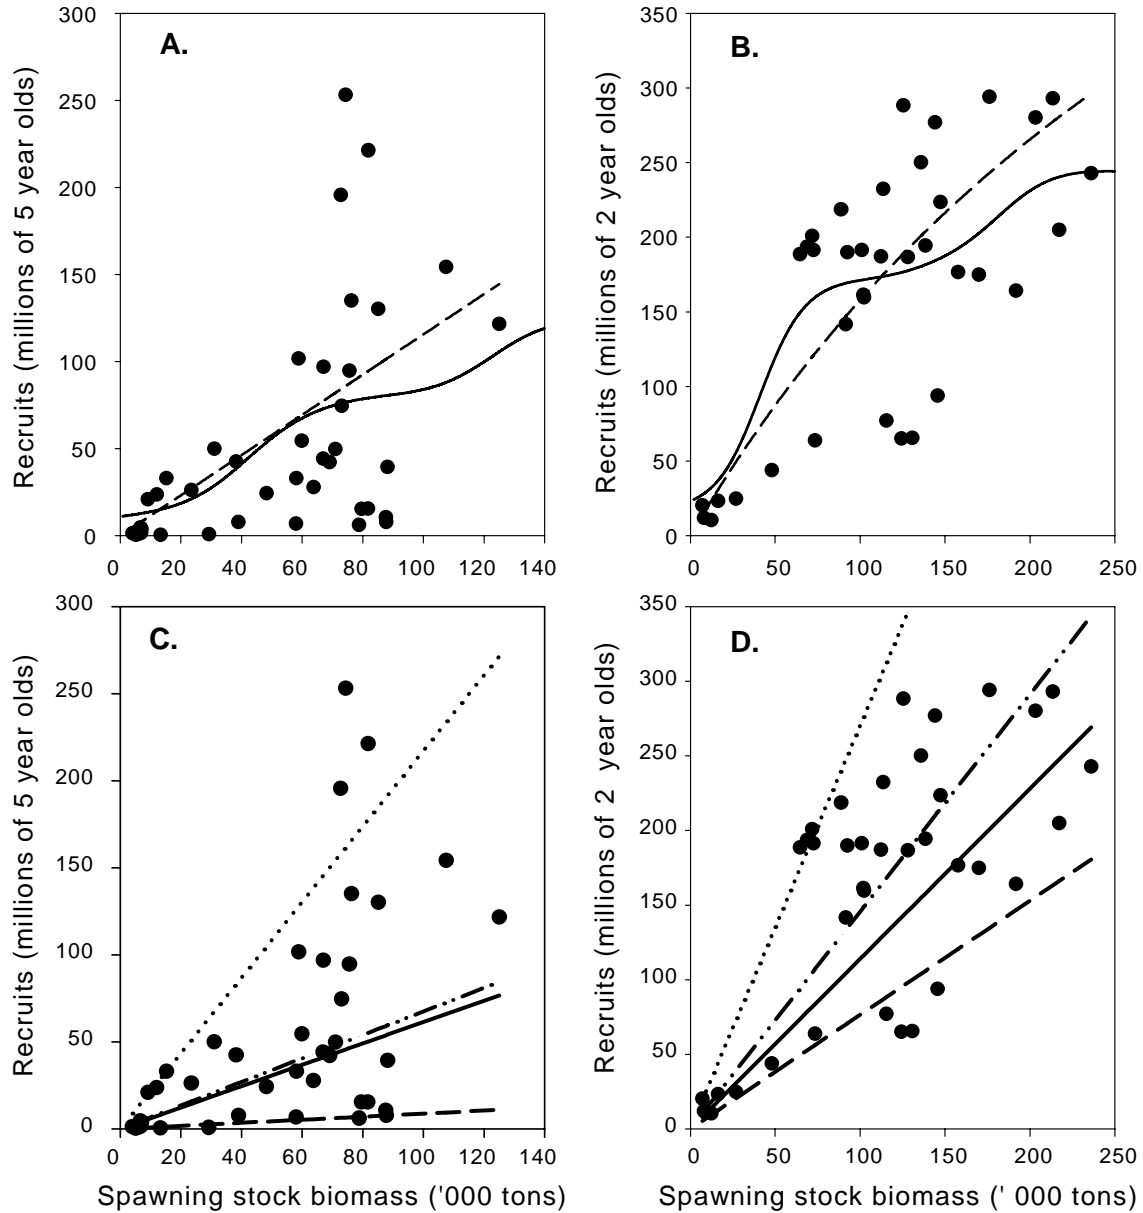 A.
Recruits (millions of 5 year olds)
300
250
200
150
100
50
0
0 20 40 60 80 100 120 140
B.
Recruits (millions of 2 year olds)
350
300
250
200
150
100
50
0
0 50 100 150 200 250
C.
Recruits (millions of 5 year olds)
300
250
200
150
100
50
0
0 20 40 60 80 100 120 140
Spawning stock biomass ('000 tons)
D.
Recruits (millions of 2 year olds)
350
300
250
200
150
100
50
0
0 50 100 150 200 250
Spawning stock biomass (' 000 tons)